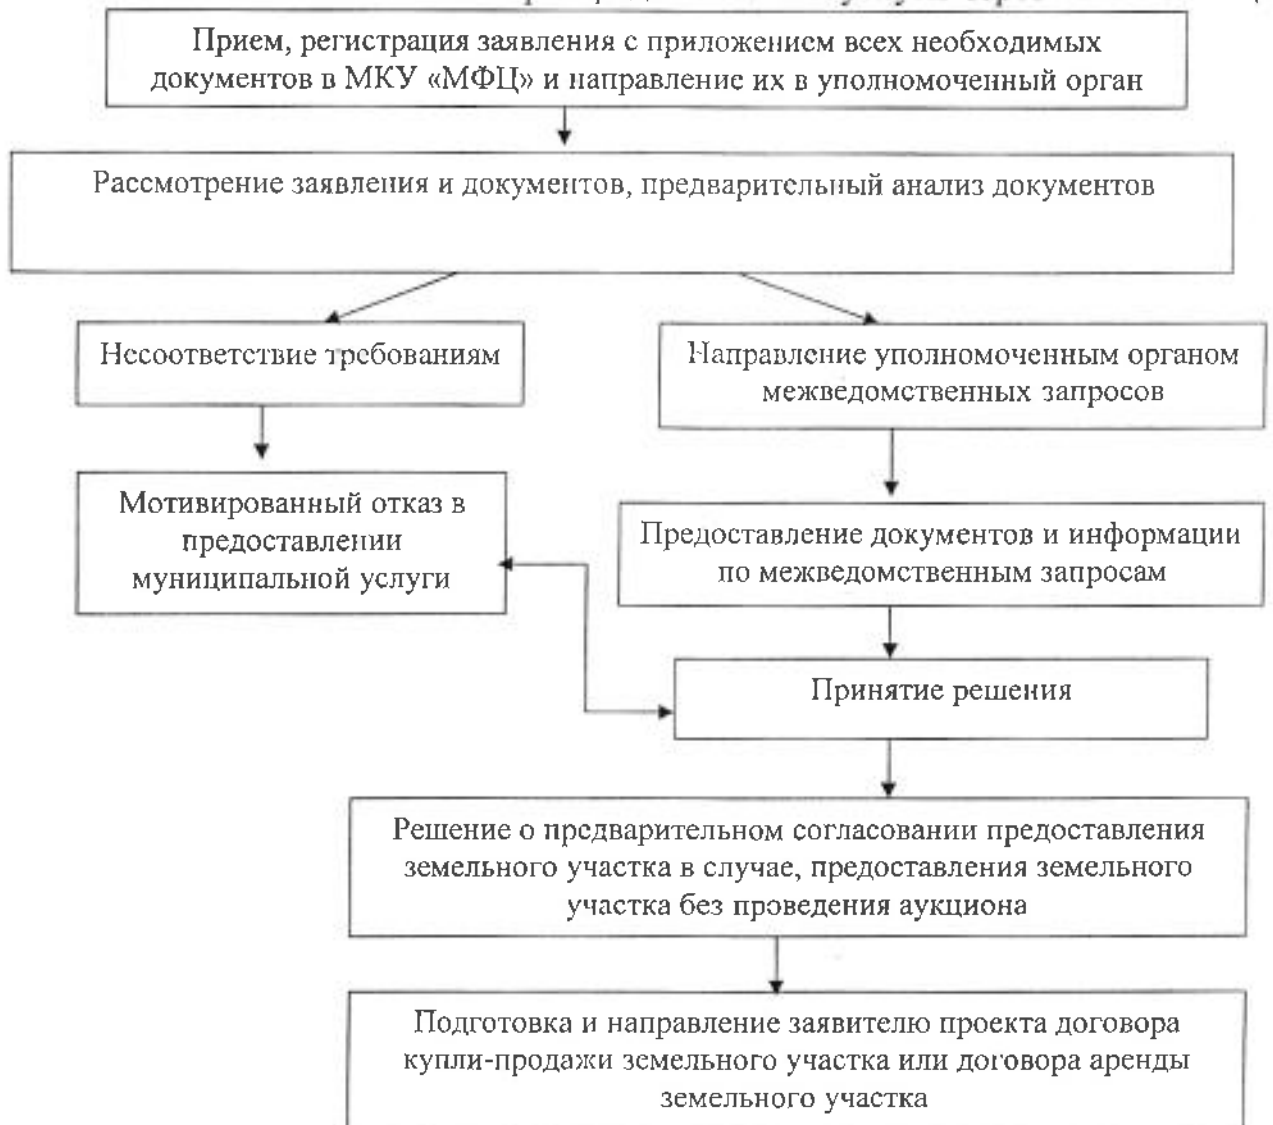 Прием, регистрация заявления с приложением всех необходимых
документов в МКУ «МФЦ» и направление их в уполномоченный орган
Рассмотрение заявления и документов, предварительный анализ документов
Несоответствие требованиям
Направление уполномоченным органом
межведомственных запросов
Мотивированный отказ в
предоставлении
муниципальной услуги
Предоставление документов и информации
по межведомственным запросам
Принятие решения
Решение о предварительном согласовании предоставления
земельного участка в случае, предоставления земельного
участка без проведения аукциона
Подготовка и направление заявителю проекта договора
купли-продажи земельного участка или договора аренды
земельного участка